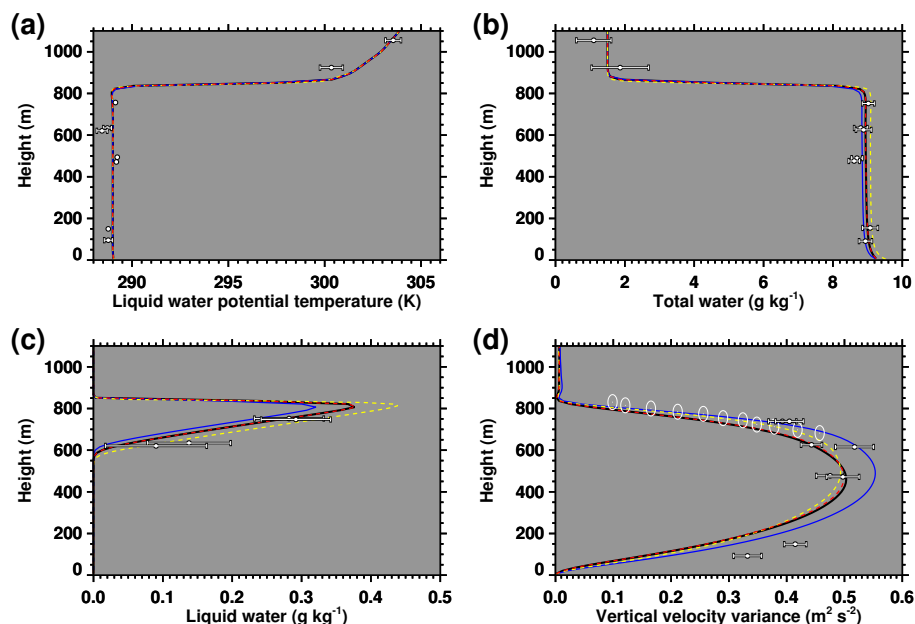 (a)
1000
800
600
400
200
0
Height (m)
290 295 300 305
Liquid water potential temperature (K)
(b)
1000
800
600
400
200
0
Height (m)
0 2 4 6 8 10
Total water (g kg-1)
(c)
1000
800
600
400
200
0
Height (m)
0.0 0.1 0.2 0.3 0.4 0.5
Liquid water (g kg-1)
(d)
1000
800
600
400
200
0
Height (m)
0.0 0.1 0.2 0.3 0.4 0.5 0.6
Vertical velocity variance (m2 s-2)